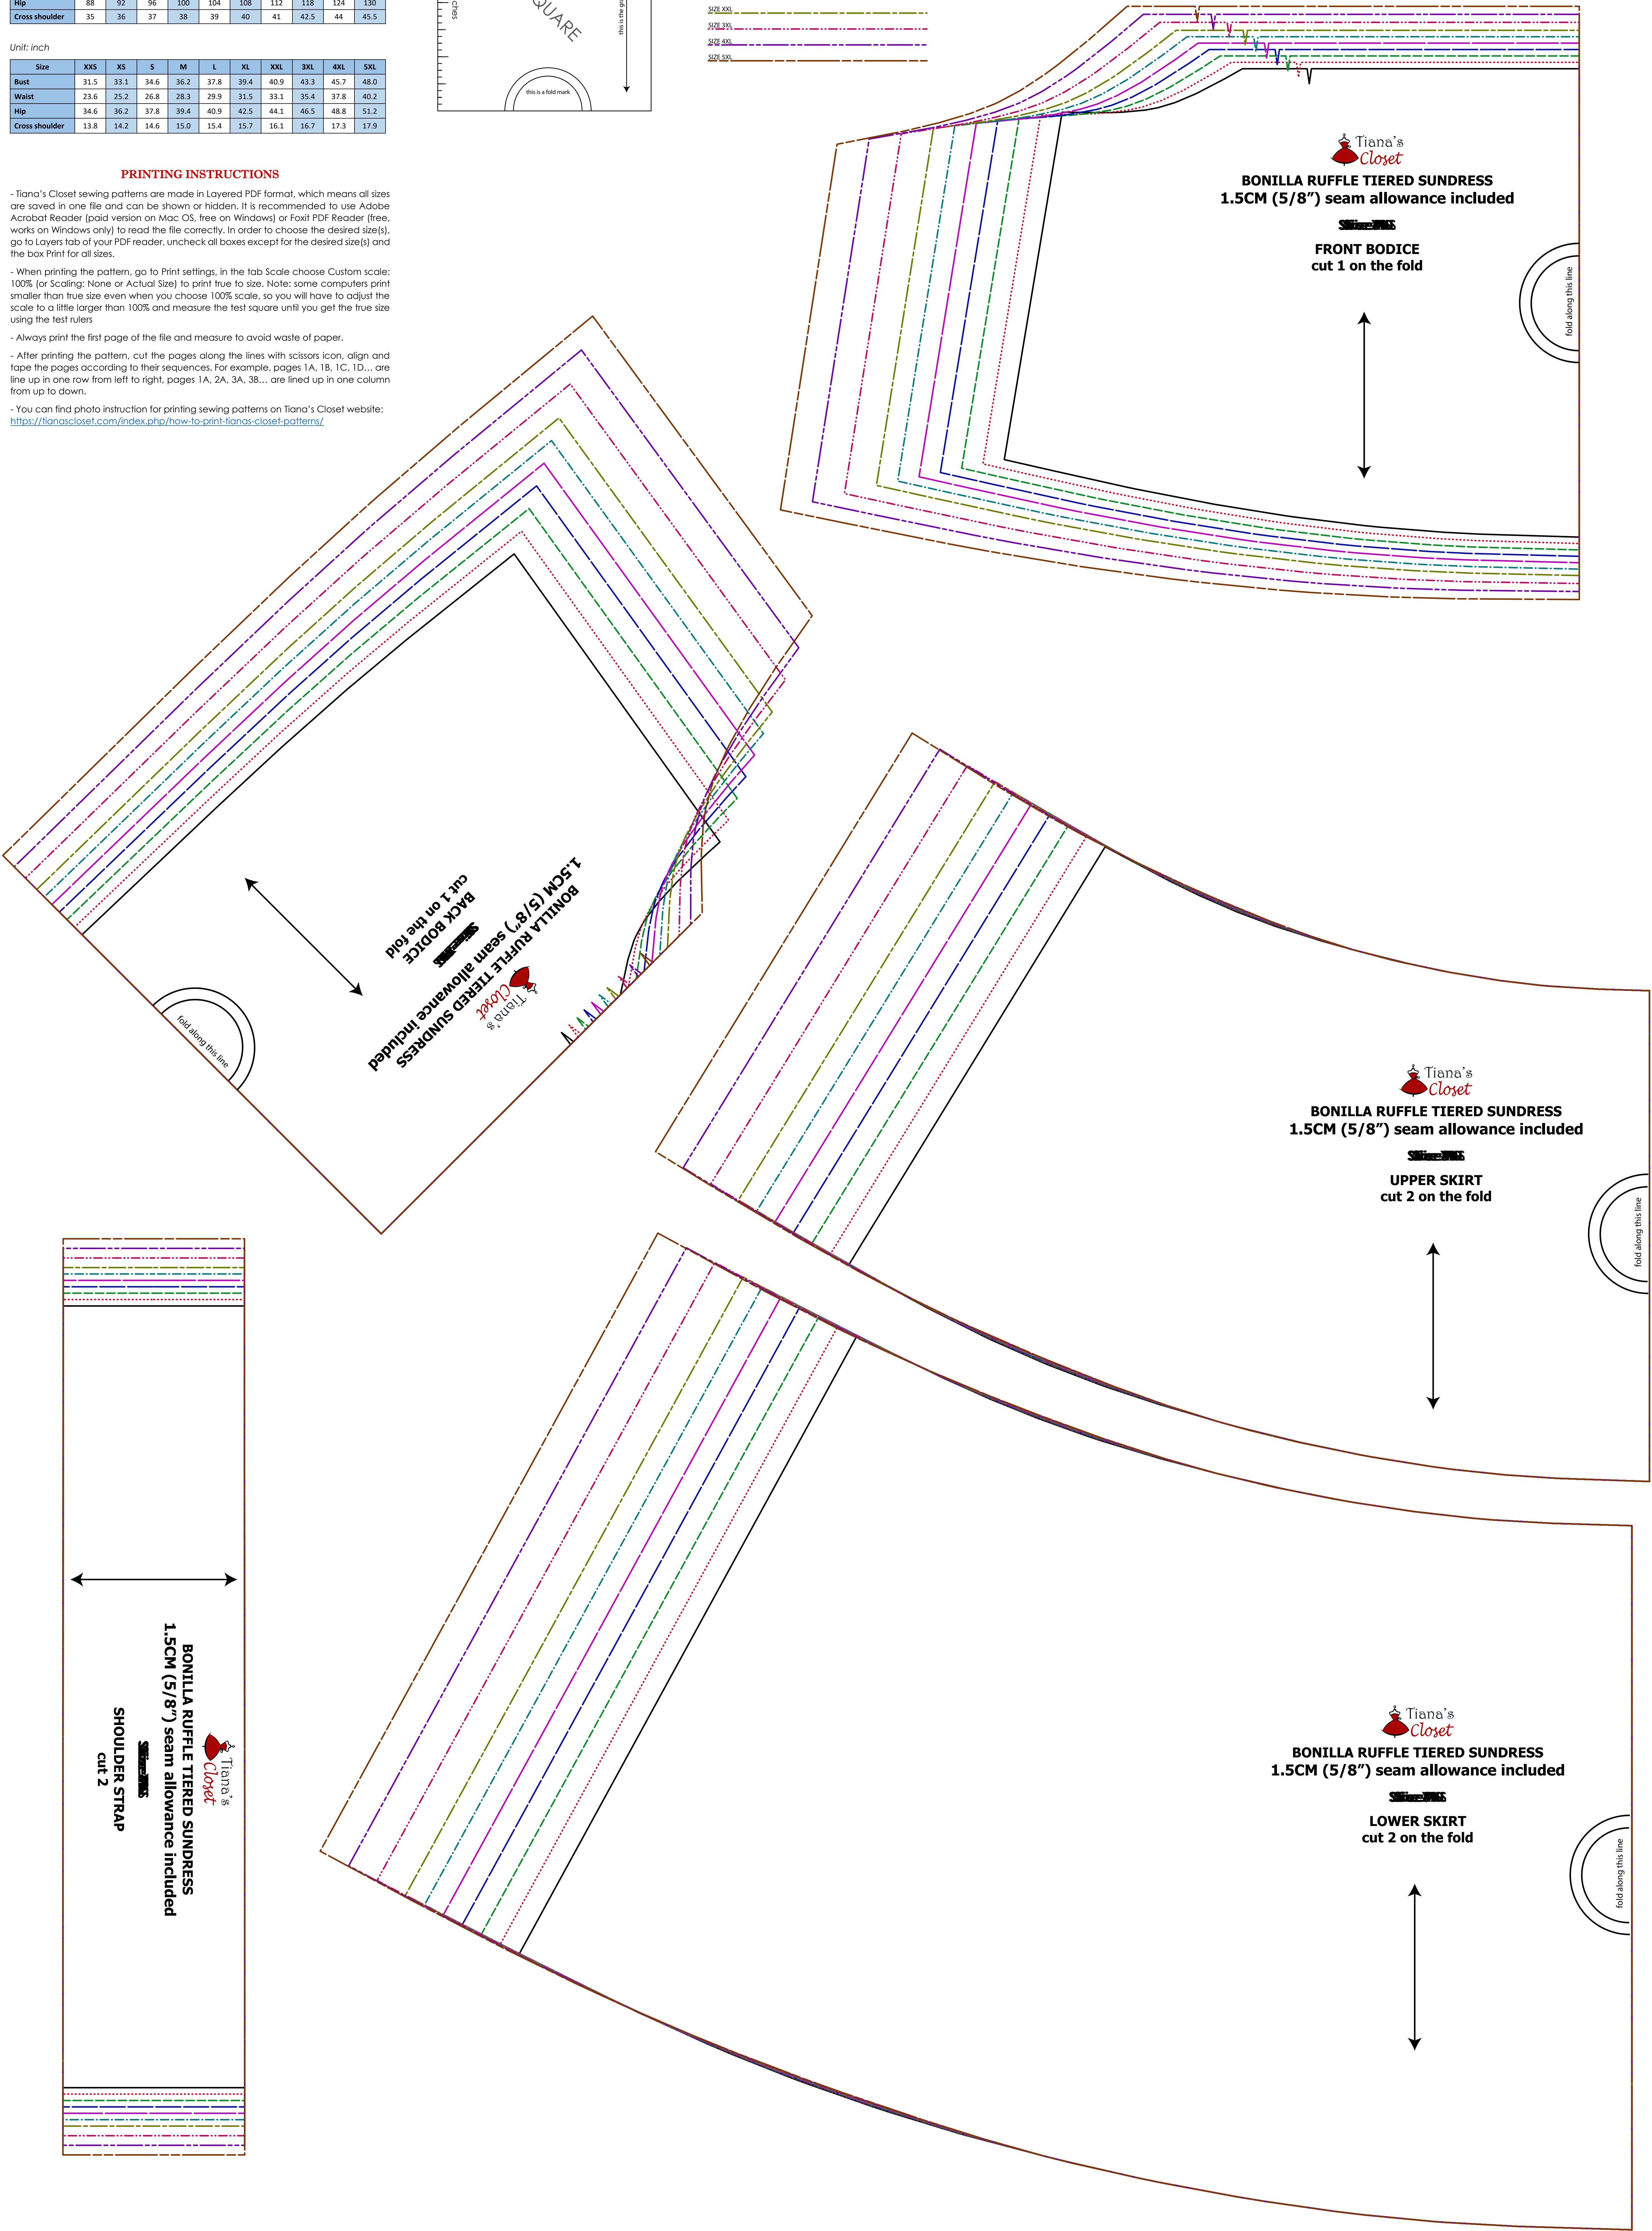 Hip 88 92 96 100 104 108 112 118 124 130
Cross shoulder 35 36 37 38 39 40 41 42.5 44 45.5
Unit: inch
Size XXS XS S M L XL XXL 3XL 4XL 5XL
Bust 31.5 33.1 34.6 36.2 37.8 39.4 40.9 43.3 45.7 48.0
Waist 23.6 25.2 26.8 28.3 29.9 31.5 33.1 35.4 37.8 40.2
Hip 34.6 36.2 37.8 39.4 40.9 42.5 44.1 46.5 48.8 51.2
Cross shoulder 13.8 14.2 14.6 15.0 15.4 15.7 16.1 16.7 17.3 17.9
PRINTING INSTRUCTIONS
- Tiana's Closet sewing patterns are made in Layered PDF format, which means all sizes
are saved in one file and can be shown or hidden. It is recommended to use Adobe
Acrobat Reader (paid version on Mac OS, free on Windows) or Foxit PDF Reader (free,
works on Windows only) to read the file correctly. In order to choose the desired size(s),
go to Layers tab of your PDF reader, uncheck all boxes except for the desired size(s) and
the box Print for all sizes.
- When printing the pattern, go to Print settings, in the tab Scale choose Custom scale:
100% (or Scaling: None or Actual Size) to print true to size. Note: some computers print
smaller than true size even when you choose 100% scale, so you will have to adjust the
scale to a little larger than 100% and measure the test square until you get the true size
using the test rulers
- Always print the first page of the file and measure to avoid waste of paper.
- After printing the pattern, cut the pages along the lines with scissors icon, align and
tape the pages according to their sequences. For example, pages 1A, 1B, 1C, 1D... are
line up in one row from left to right, pages 1A, 2A, 3A, 3B... are lined up in one column
from up to down.
- You can find photo instruction for printing sewing patterns on Tiana's Closet website:
https://tianascloset.com/index.php/how-to-print-tianas-closet-patterns/
ches
QUARE
this is the
this is a fold mark
SIZE XXL
SIZE 3XL
SIZE 4XL
SIZE 5XL
Tiana's
Closet
BONILLA RUFFLE TIERED SUNDRESS
1.5CM (5/8") seam allowance included
FRONT BODICE
cut 1 on the fold
fold along this line
Tiana's
Closet
BONILLA RUFFLE TIERED SUNDRESS
1.5CM (5/8") seam allowance included
BACK BODICE
cut 1 on the fold
fold along this line
Tiana's
Closet
BONILLA RUFFLE TIERED SUNDRESS
1.5CM (5/8") seam allowance included
UPPER SKIRT
cut 2 on the fold
fold along this line
Tiana's
Closet
BONILLA RUFFLE TIERED SUNDRESS
1.5CM (5/8") seam allowance included
SHOULDER STRAP
cut 2
Tiana's
Closet
BONILLA RUFFLE TIERED SUNDRESS
1.5CM (5/8") seam allowance included
LOWER SKIRT
cut 2 on the fold
fold along this line